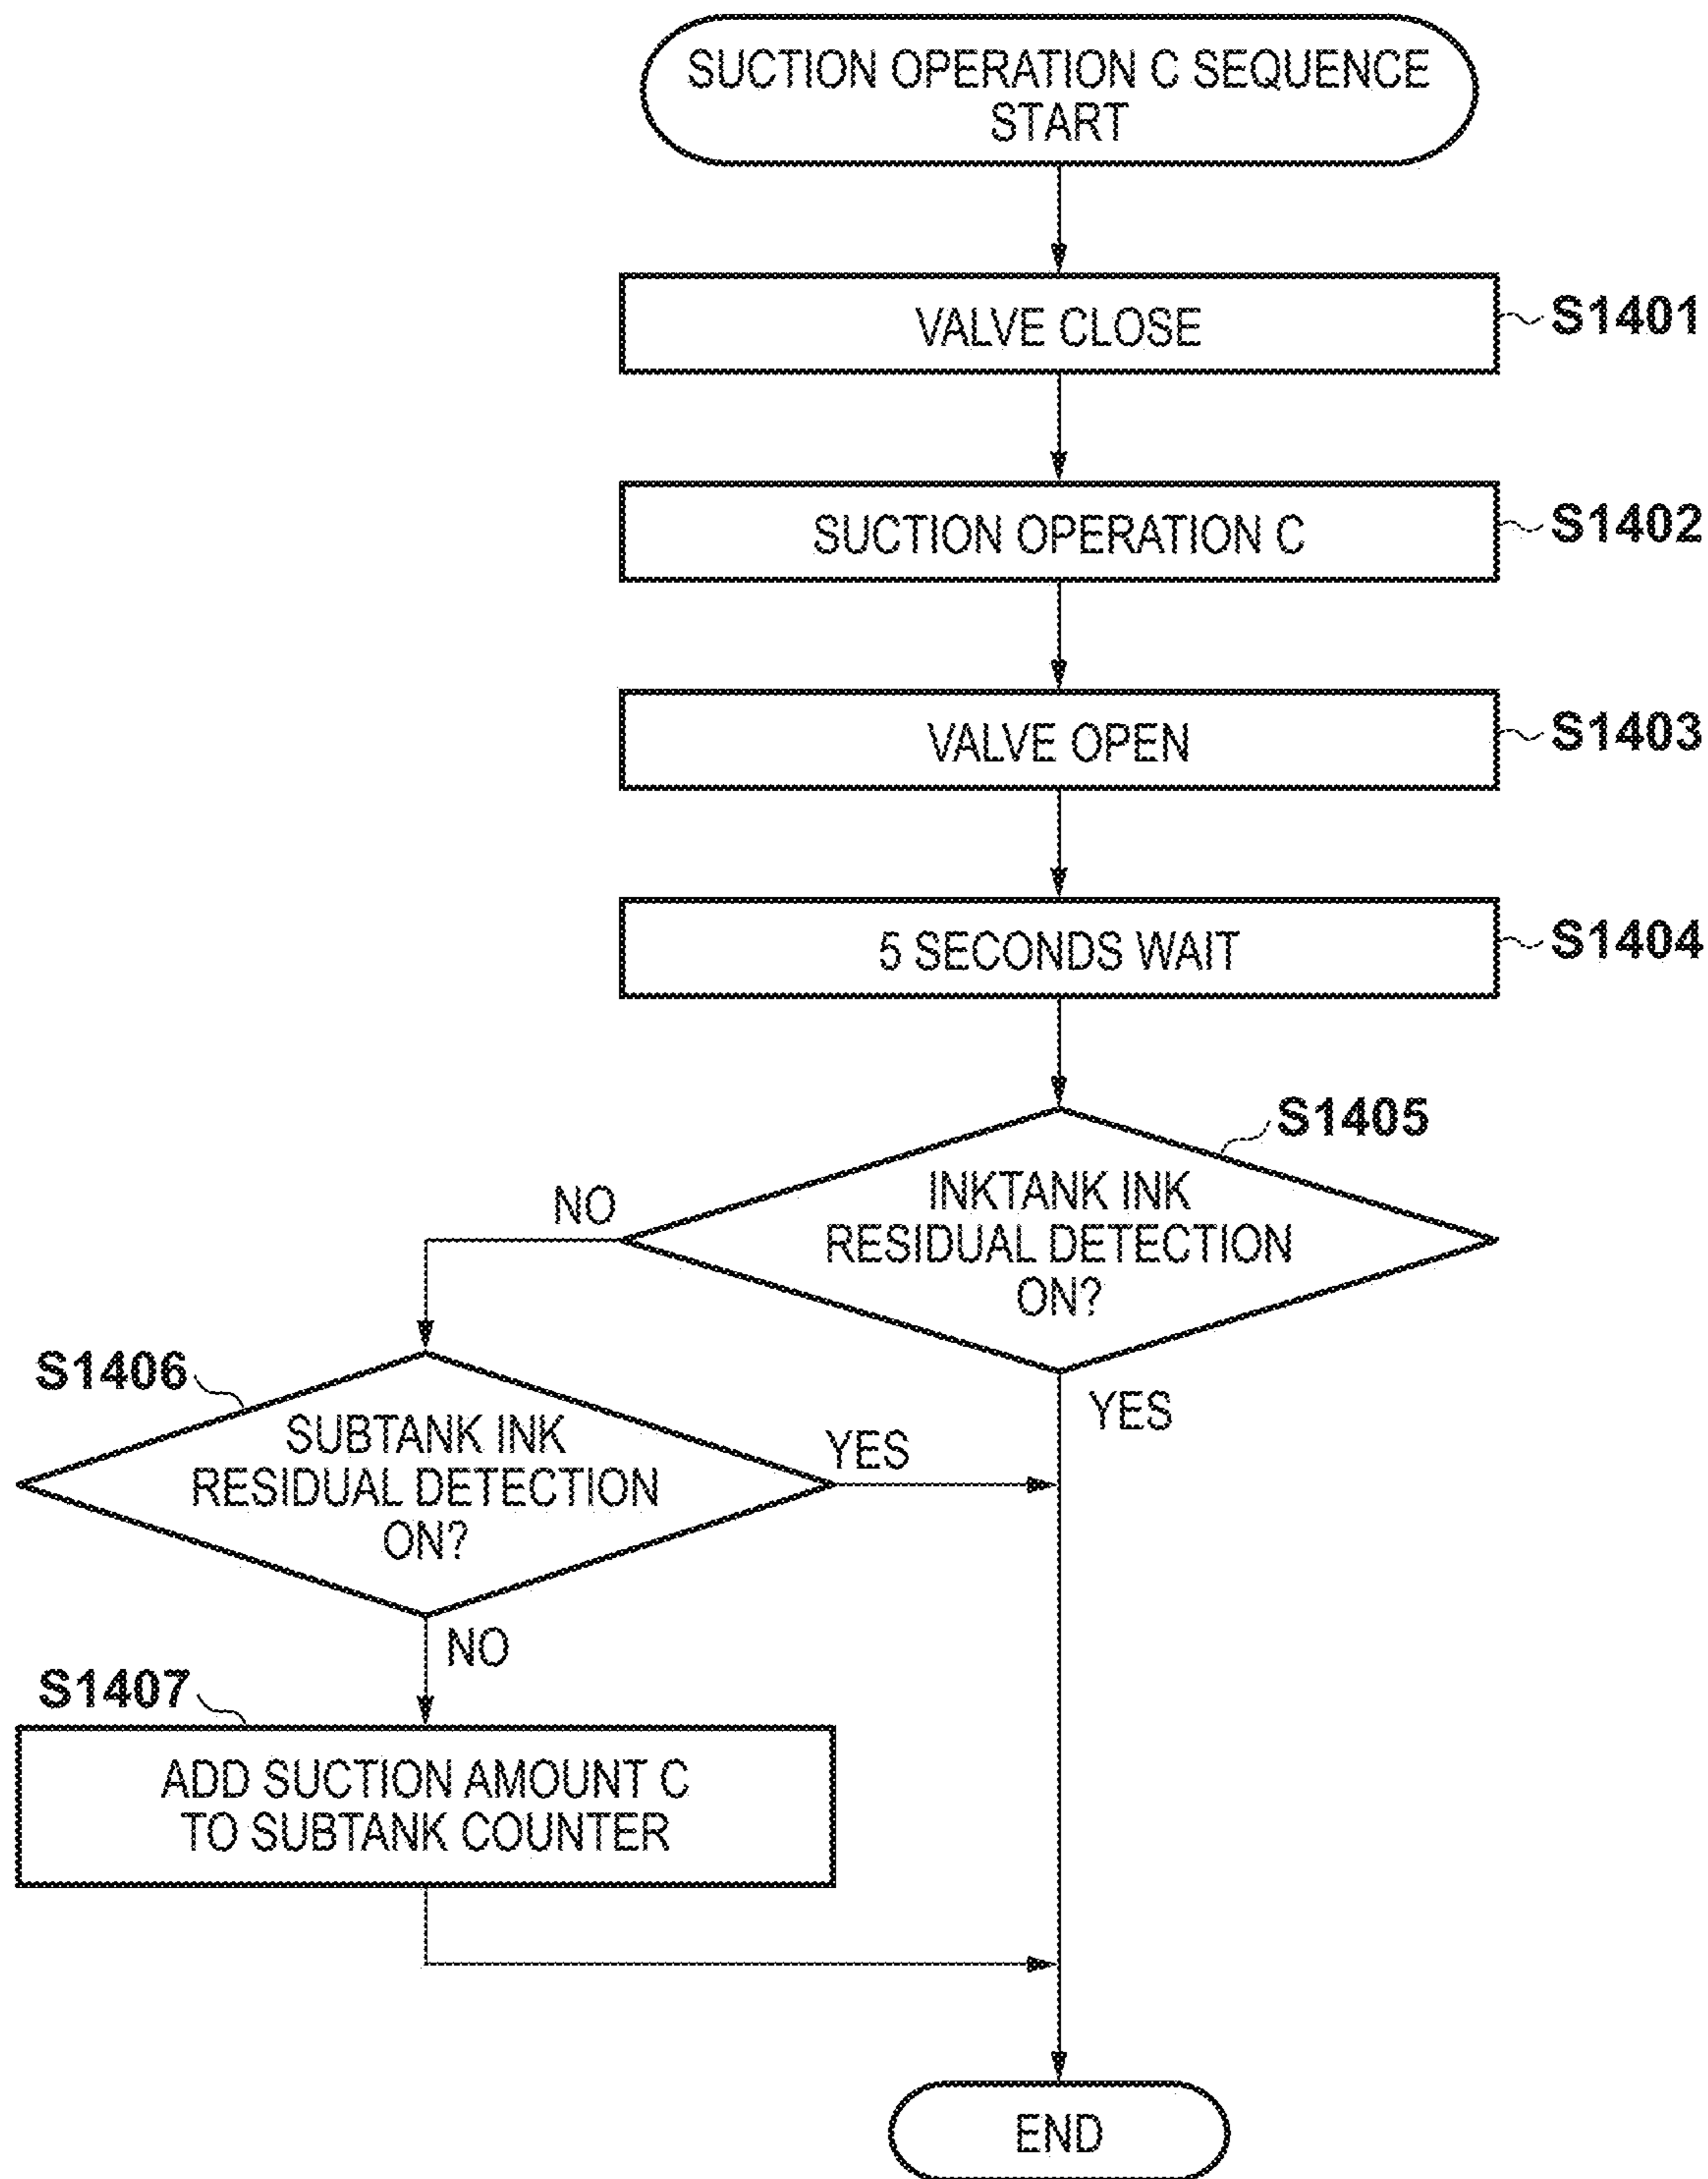 SUCTION OPERATION C SEQUENCE
START
VALVE CLOSE
S1401
SUCTION OPERATION C
S1402
VALVE OPEN
S1403
5 SECONDS WAIT
S1404
S1405
INKTANK INK
RESIDUAL DETECTION
ON?
NO
YES
S1406
SUBTANK INK
RESIDUAL DETECTION
ON?
YES
NO
S1407
ADD SUCTION AMOUNT C
TO SUBTANK COUNTER
END